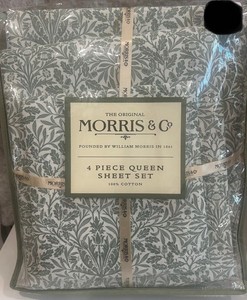 THE ORIGINAL
MORRIS & Co
FOUNDED BY WILLIAM MORRIS IN 1861
4 PIECE QUEEN
SHEET SET
100% COTTON